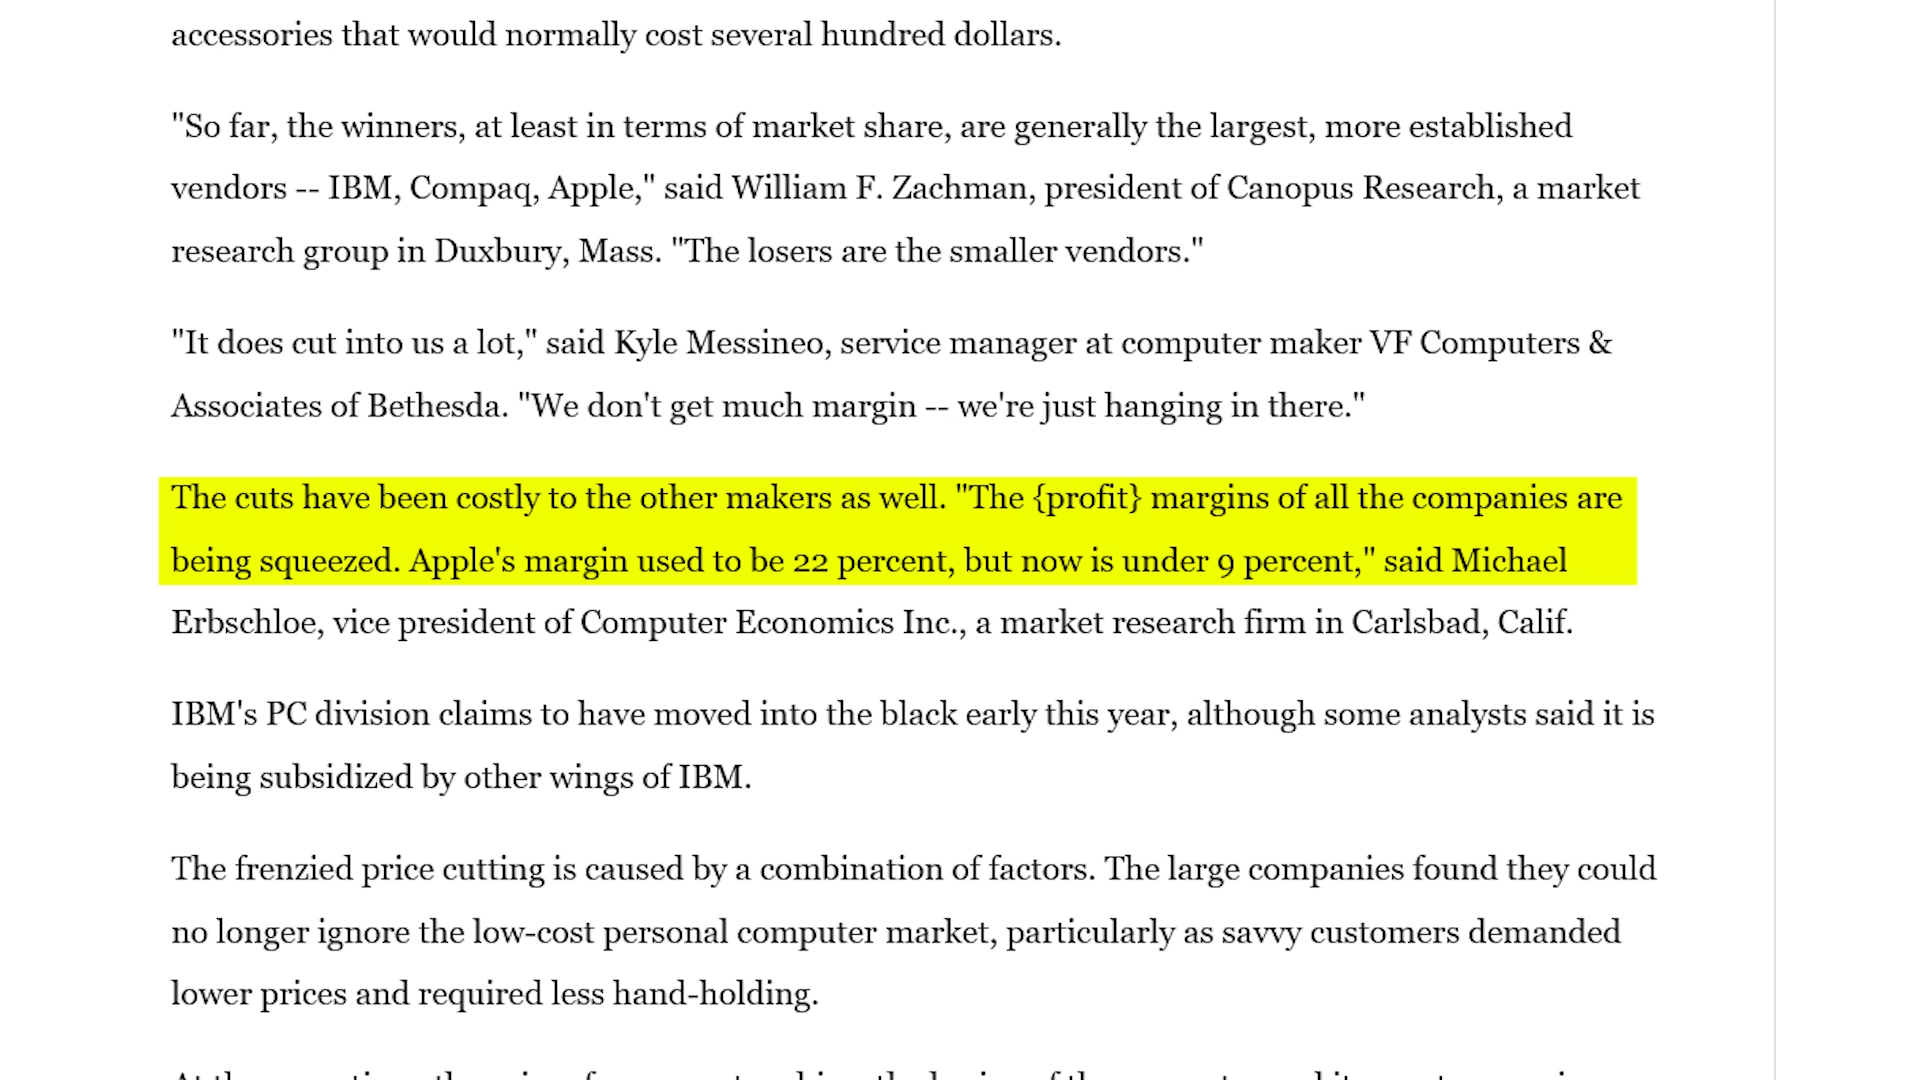 accessories that would normally cost several hundred dollars.
"So far, the winners, at least in terms of market share, are generally the largest, more established
vendors -- IBM, Compaq, Apple," said William F. Zachman, president of Canopus Research, a market
research group in Duxbury, Mass. "The losers are the smaller vendors."
"It does cut into us a lot," said Kyle Messineo, service manager at computer maker VF Computers &
Associates of Bethesda. "We don't get much margin -- we're just hanging in there."
The cuts have been costly to the other makers as well. "The {profit} margins of all the companies are
being squeezed. Apple's margin used to be 22 percent, but now is under 9 percent," said Michael
Erbschloe, vice president of Computer Economics Inc., a market research firm in Carlsbad, Calif.
IBM's PC division claims to have moved into the black early this year, although some analysts said it is
being subsidized by other wings of IBM.
The frenzied price cutting is caused by a combination of factors. The large companies found they could
no longer ignore the low-cost personal computer market, particularly as savvy customers demanded
lower prices and required less hand-holding.